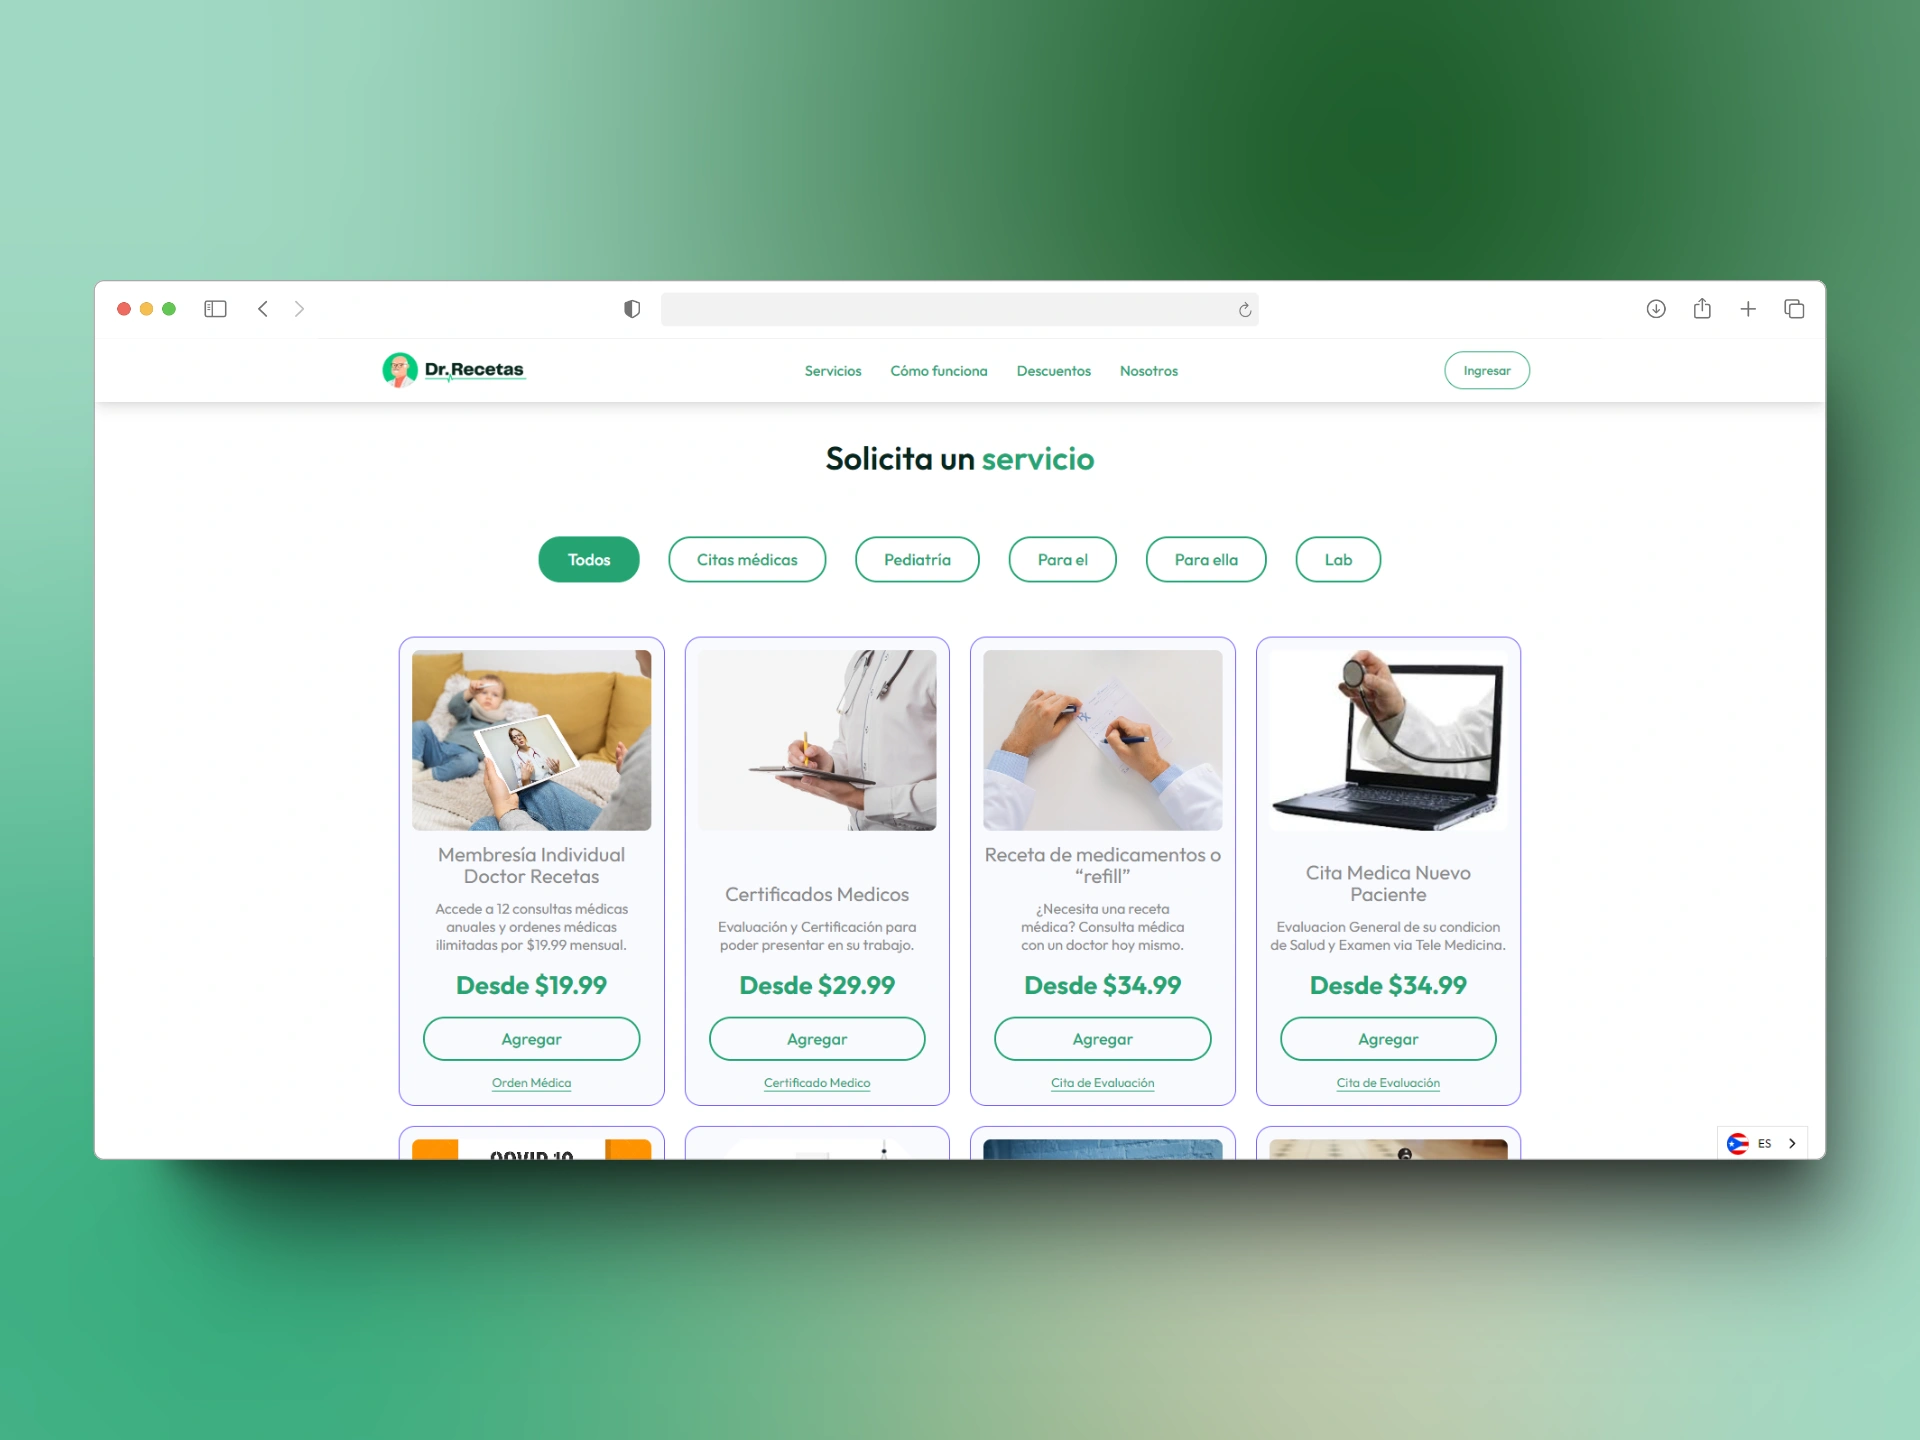 Dr.Recetas
Servicios
Cómo funciona
Descuentos
Nosotros
Ingresar
Solicita un servicio
Todos
Citas médicas
Pediatría
Para el
Para ella
Lab
Membresía Individual
Doctor Recetas
Accede a 12 consultas médicas
anuales y ordenes médicas
ilimitadas por $19.99 mensual.
Desde $19.99
Agregar
Orden Médica
Certificados Medicos
Evaluación y Certificación para
poder presentar en su trabajo.
Desde $29.99
Agregar
Certificado Medico
Receta de medicamentos o
“refill”
¿Necesita una receta
médica? Consulta médica
con un doctor hoy mismo.
Desde $34.99
Agregar
Cita de Evaluación
Cita Medica Nuevo
Paciente
Evaluacion General de su condicion
de Salud y Examen via Tele Medicina.
Desde $34.99
Agregar
Cita de Evaluación
ES